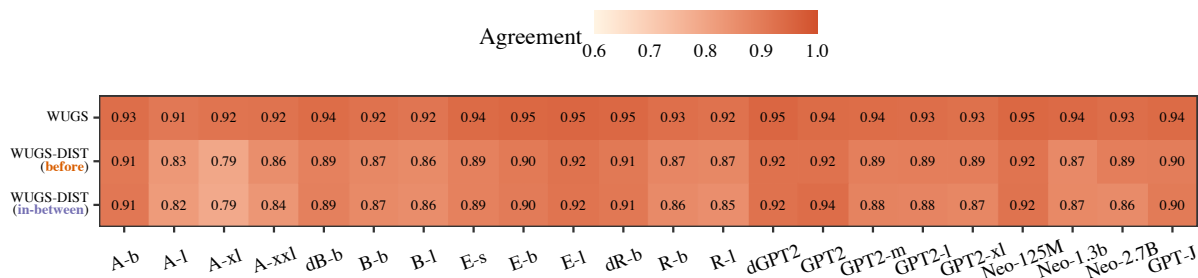 Agreement
0.6 0.7 0.8 0.9 1.0
WUGS 0.93 0.91 0.92 0.92 0.94 0.92 0.92 0.94 0.95 0.95 0.95 0.93 0.92 0.95 0.94 0.94 0.93 0.93 0.95 0.94 0.93 0.94
WUGS-DIST
(before) 0.91 0.83 0.79 0.86 0.89 0.87 0.86 0.89 0.90 0.92 0.91 0.87 0.87 0.92 0.92 0.89 0.89 0.89 0.92 0.87 0.89 0.90
WUGS-DIST
(in-between) 0.91 0.82 0.79 0.84 0.89 0.87 0.86 0.89 0.90 0.92 0.91 0.86 0.85 0.92 0.94 0.88 0.88 0.87 0.92 0.87 0.86 0.90
A-b A-l A-xl A-xxl dB-b B-b B-l E-s E-b E-l dR-b R-b R-l dGPT2 GPT2 GPT2-m GPT2-l GPT2-xl Neo-125M Neo-1.3b Neo-2.7B GPT-J